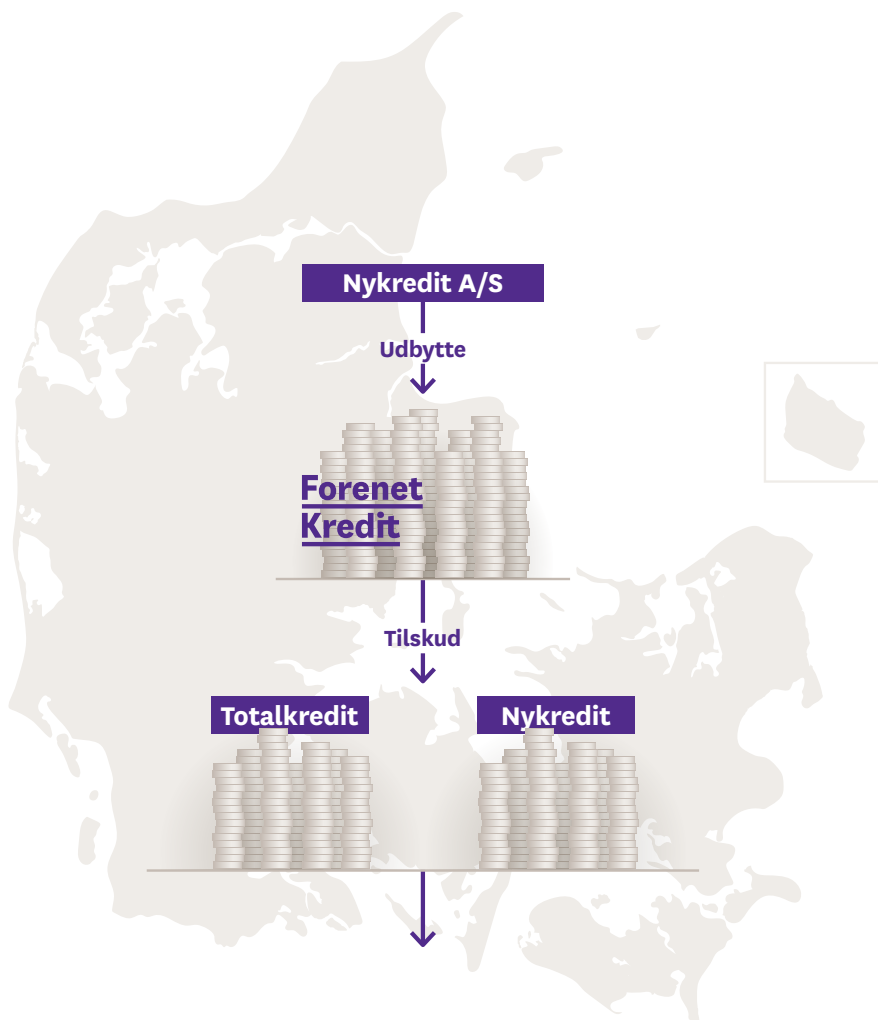 Nykredit A/S
Udbytte
Forenet
Kredit
Tilskud
Totalkredit
Nykredit